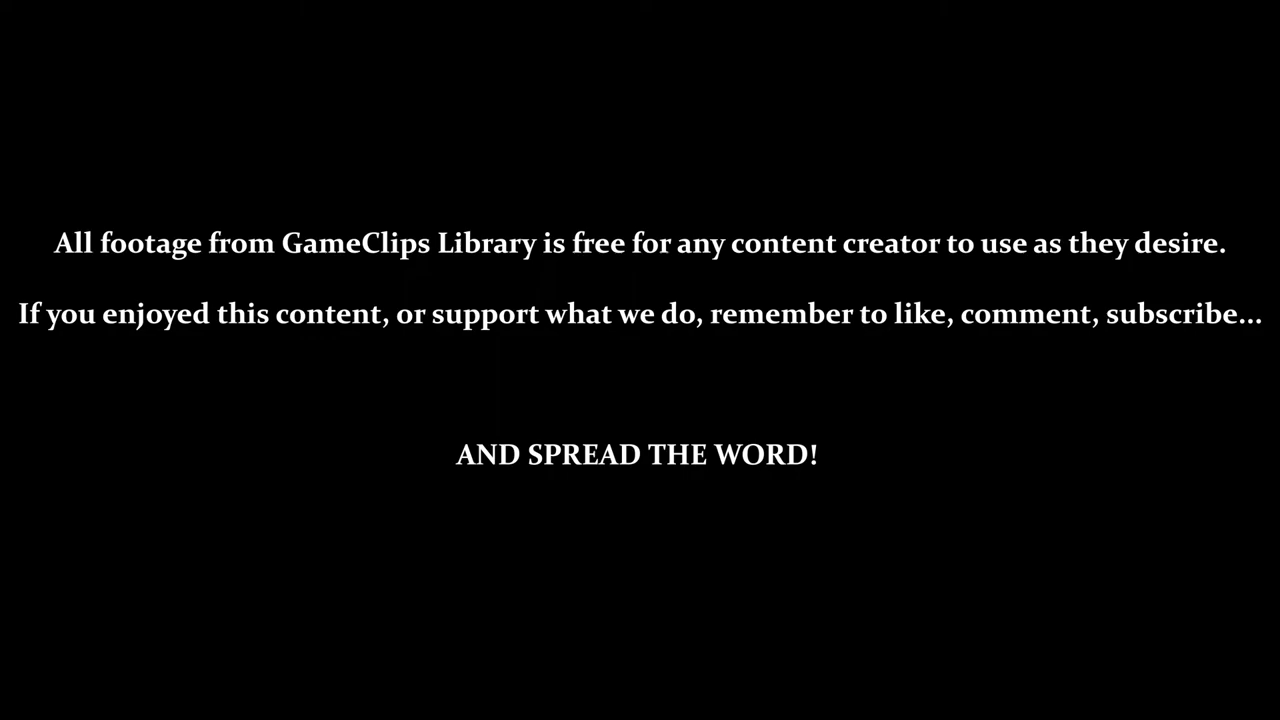 All footage from GameClips Library is free for any content creator to use as they desire.
If you enjoyed this content, or support what we do, remember to like, comment, subscribe...
AND SPREAD THE WORD!